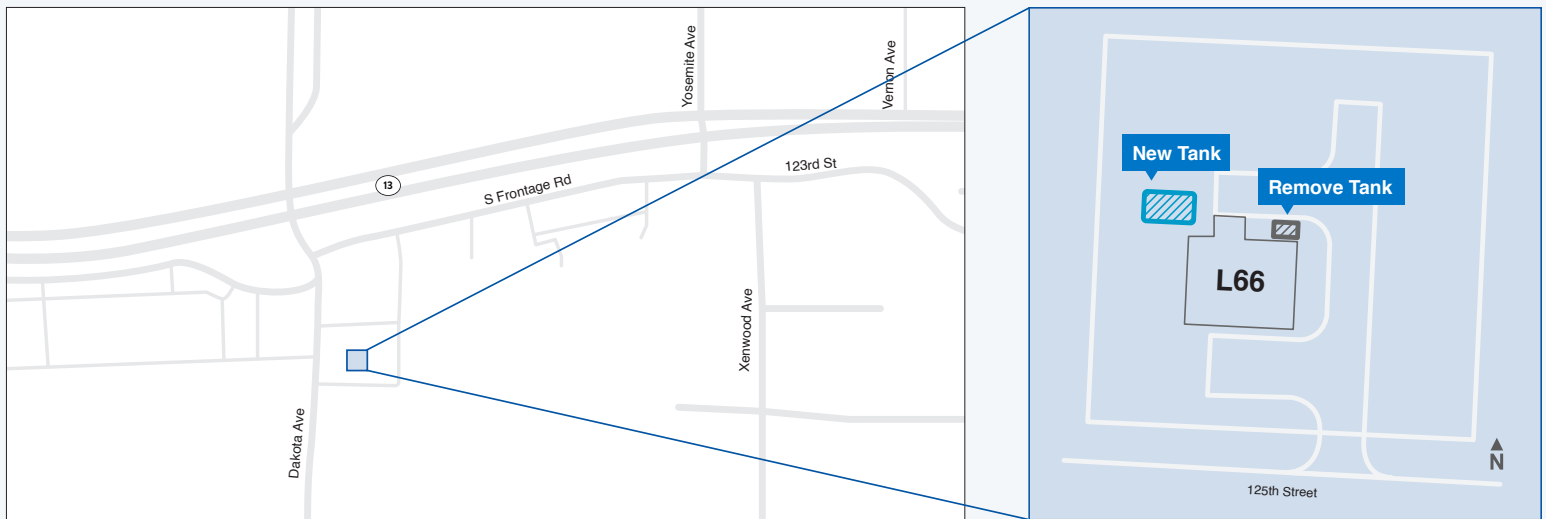 Yosemite Ave
Vernon Ave
13
S Frontage Rd
123rd St
Xenwood Ave
Dakota Ave
New Tank
Remove Tank
L66
N
125th Street